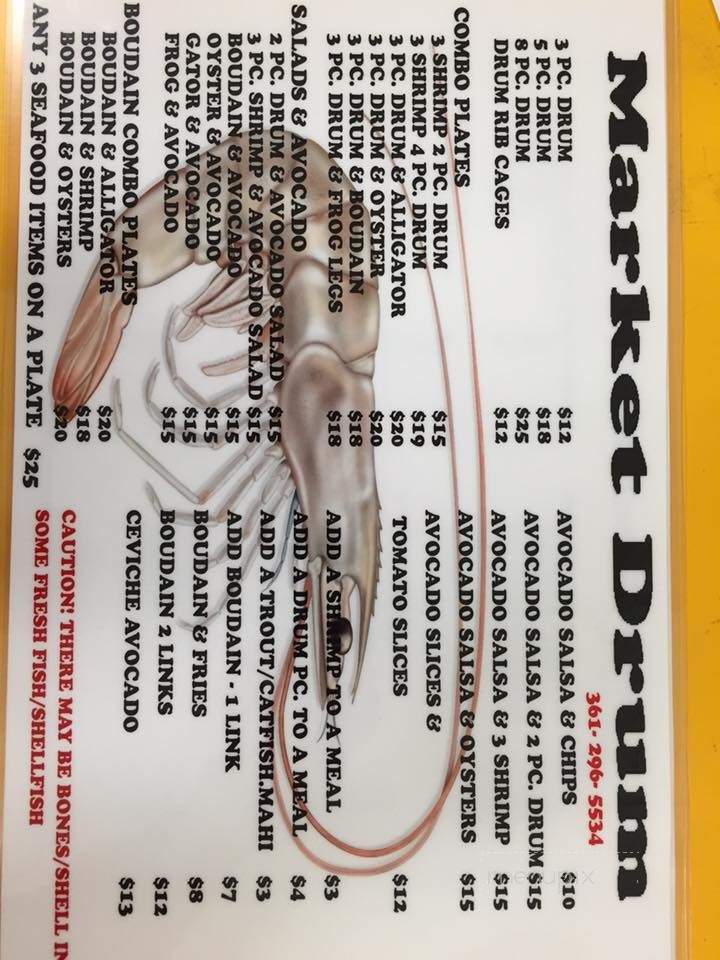 Market Drum
361-296-5534
3 PC. DRUM $12
5 PC. DRUM $18
8 PC. DRUM $25
DRUM RIB CAGES $12
COMBO PLATES
3 SHRIMP 2 PC. DRUM $15
3 SHRIMP 4 PC. DRUM $19
3 PC. DRUM & ALLIGATOR $20
3 PC. DRUM & OYSTER $20
3 PC. DRUM & BOUDAIN $18
3 PC. DRUM & FROG LEGS $18
SALADS & AVOCADO
2 PC. DRUM & AVOCADO SALAD $15
3 PC. SHRIMP & AVOCADO SALAD $15
BOUDAIN & AVOCADO $15
OYSTER & AVOCADO $15
GATOR & AVOCADO $15
FROG & AVOCADO $15
BOUDAIN COMBO PLATES
BOUDAIN & ALLIGATOR $20
BOUDAIN & SHRIMP $18
BOUDAIN & OYSTERS $20
ANY 3 SEAFOOD ITEMS ON A PLATE $25
AVOCADO SALSA & CHIPS $10
AVOCADO SALSA & 2 PC. DRUM $15
AVOCADO SALSA & 3 SHRIMP $15
AVOCADO SALSA & OYSTERS $15
AVOCADO SLICES &
TOMATO SLICES $12
ADD A SHRIMP TO A MEAL $3
ADD A DRUM PC. TO A MEAL $4
ADD A TROUT/CATFISH.MAHI $3
ADD BOUDAIN - 1 LINK $7
BOUDAIN & FRIES $8
BOUDAIN 2 LINKS $12
CEVICHE AVOCADO $13
CAUTION! THERE MAY BE BONES/SHELL IN
SOME FRESH FISH/SHELLFISH